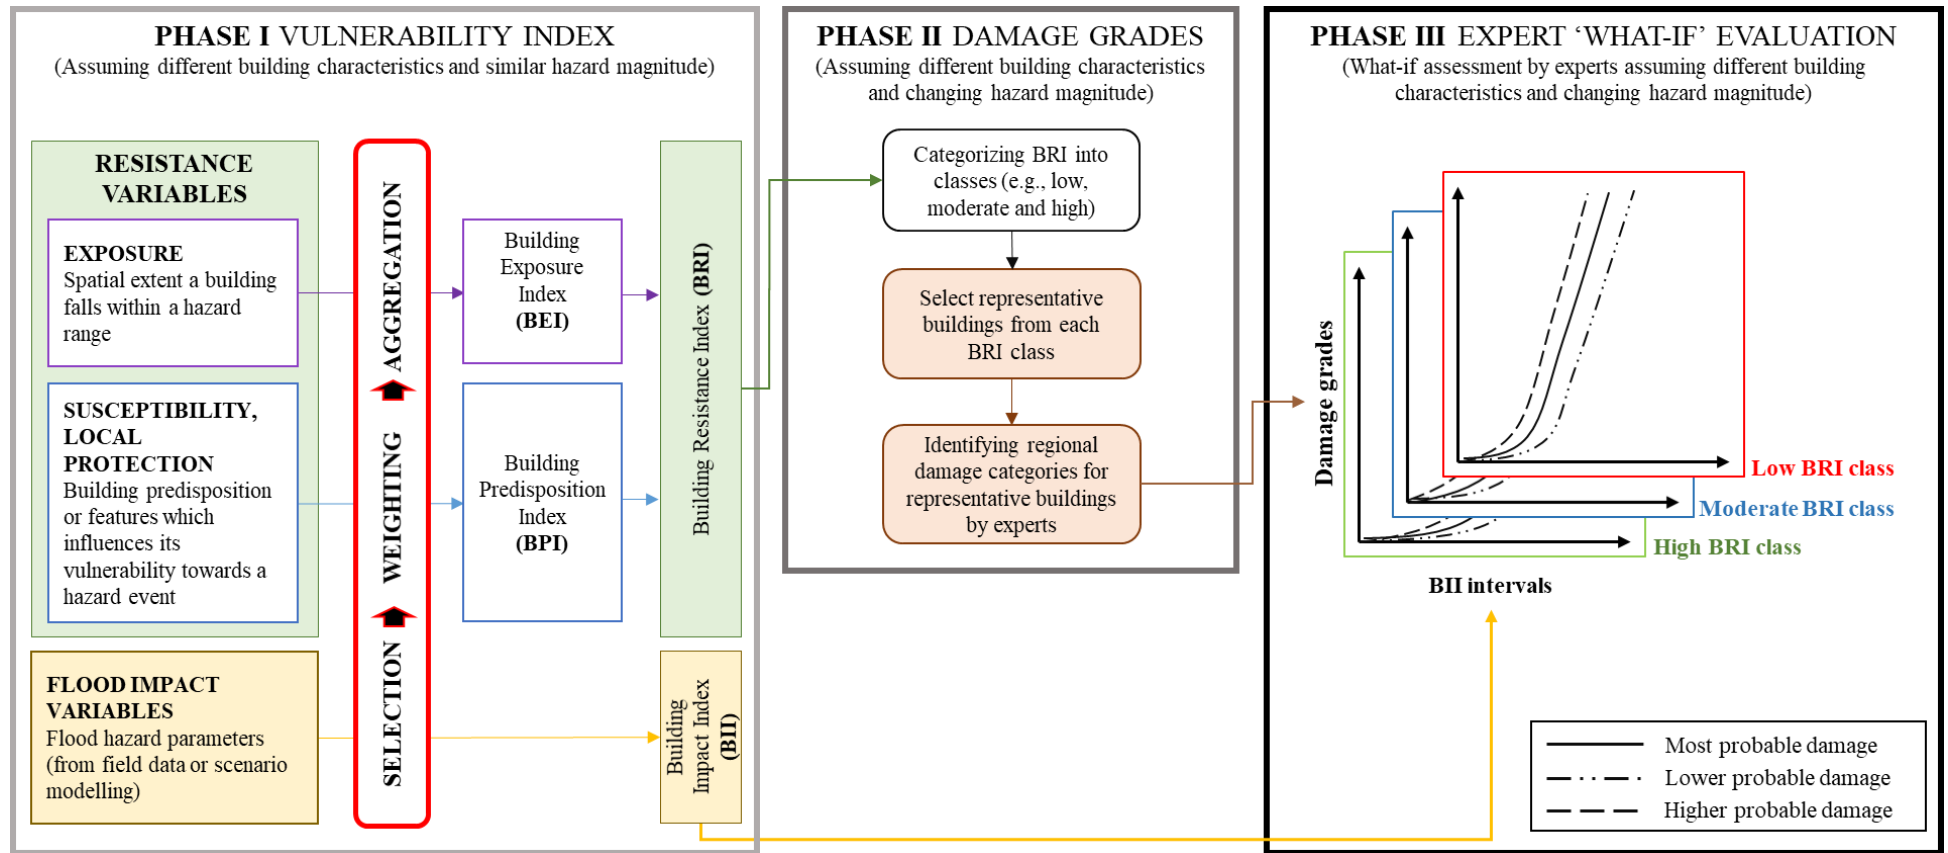 PHASE I VULNERABILITY INDEX
(Assuming different building characteristics and similar hazard magnitude)
RESISTANCE
VARIABLES
EXPOSURE
Spatial extent a building
falls within a hazard
range
SUSCEPTIBILITY,
LOCAL
PROTECTION
Building predisposition
or features which
influences its
vulnerability towards a
hazard event
FLOOD IMPACT
VARIABLES
Flood hazard parameters
(from field data or scenario
modelling)
SELECTION
WEIGHTING
AGGREGATION
Building
Exposure
Index
(BEI)
Building
Predisposition
Index
(BPI)
Building Resistance Index (BRI)
Building
Impact Index
(BII)
PHASE II DAMAGE GRADES
(Assuming different building characteristics
and changing hazard magnitude)
Categorizing BRI into
classes (e.g., low,
moderate and high)
Select representative
buildings from each
BRI class
Identifying regional
damage categories for
representative buildings
by experts
PHASE III EXPERT ‘WHAT-IF’ EVALUATION
(What-if assessment by experts assuming different building
characteristics and changing hazard magnitude)
Damage grades
Low BRI class
Moderate BRI class
High BRI class
BII intervals
Most probable damage
Lower probable damage
Higher probable damage